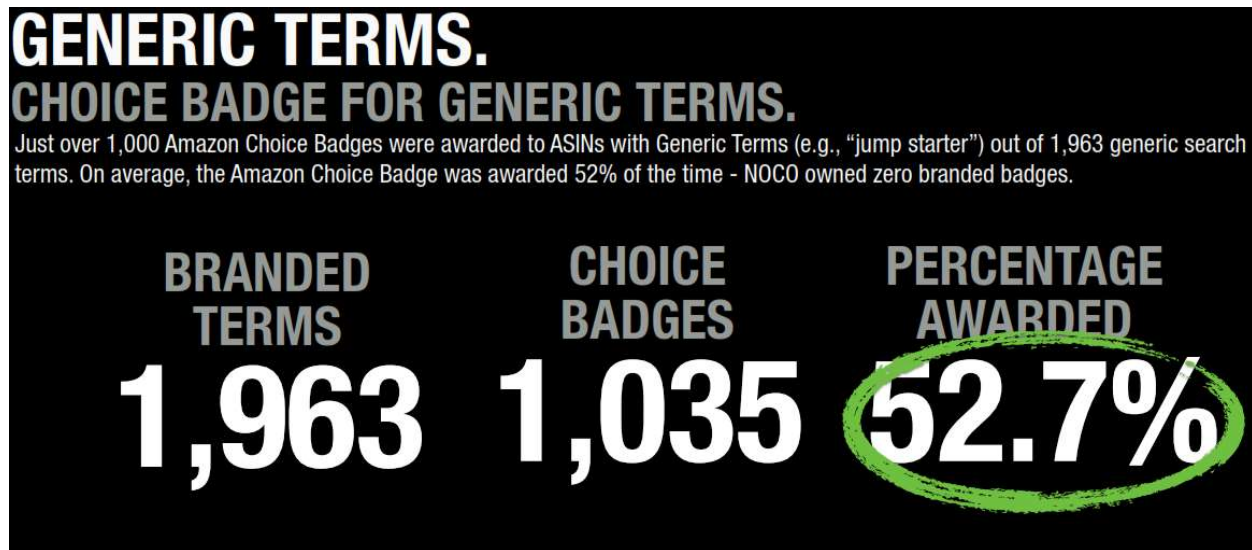 GENERIC TERMS.
CHOICE BADGE FOR GENERIC TERMS.
Just over 1,000 Amazon Choice Badges were awarded to ASINs with Generic Terms (e.g., “jump starter”) out of 1,963 generic search
terms. On average, the Amazon Choice Badge was awarded 52% of the time - NOCO owned zero branded badges.
BRANDED
TERMS
1,963
CHOICE
BADGES
1,035
PERCENTAGE
AWARDED
52.7%